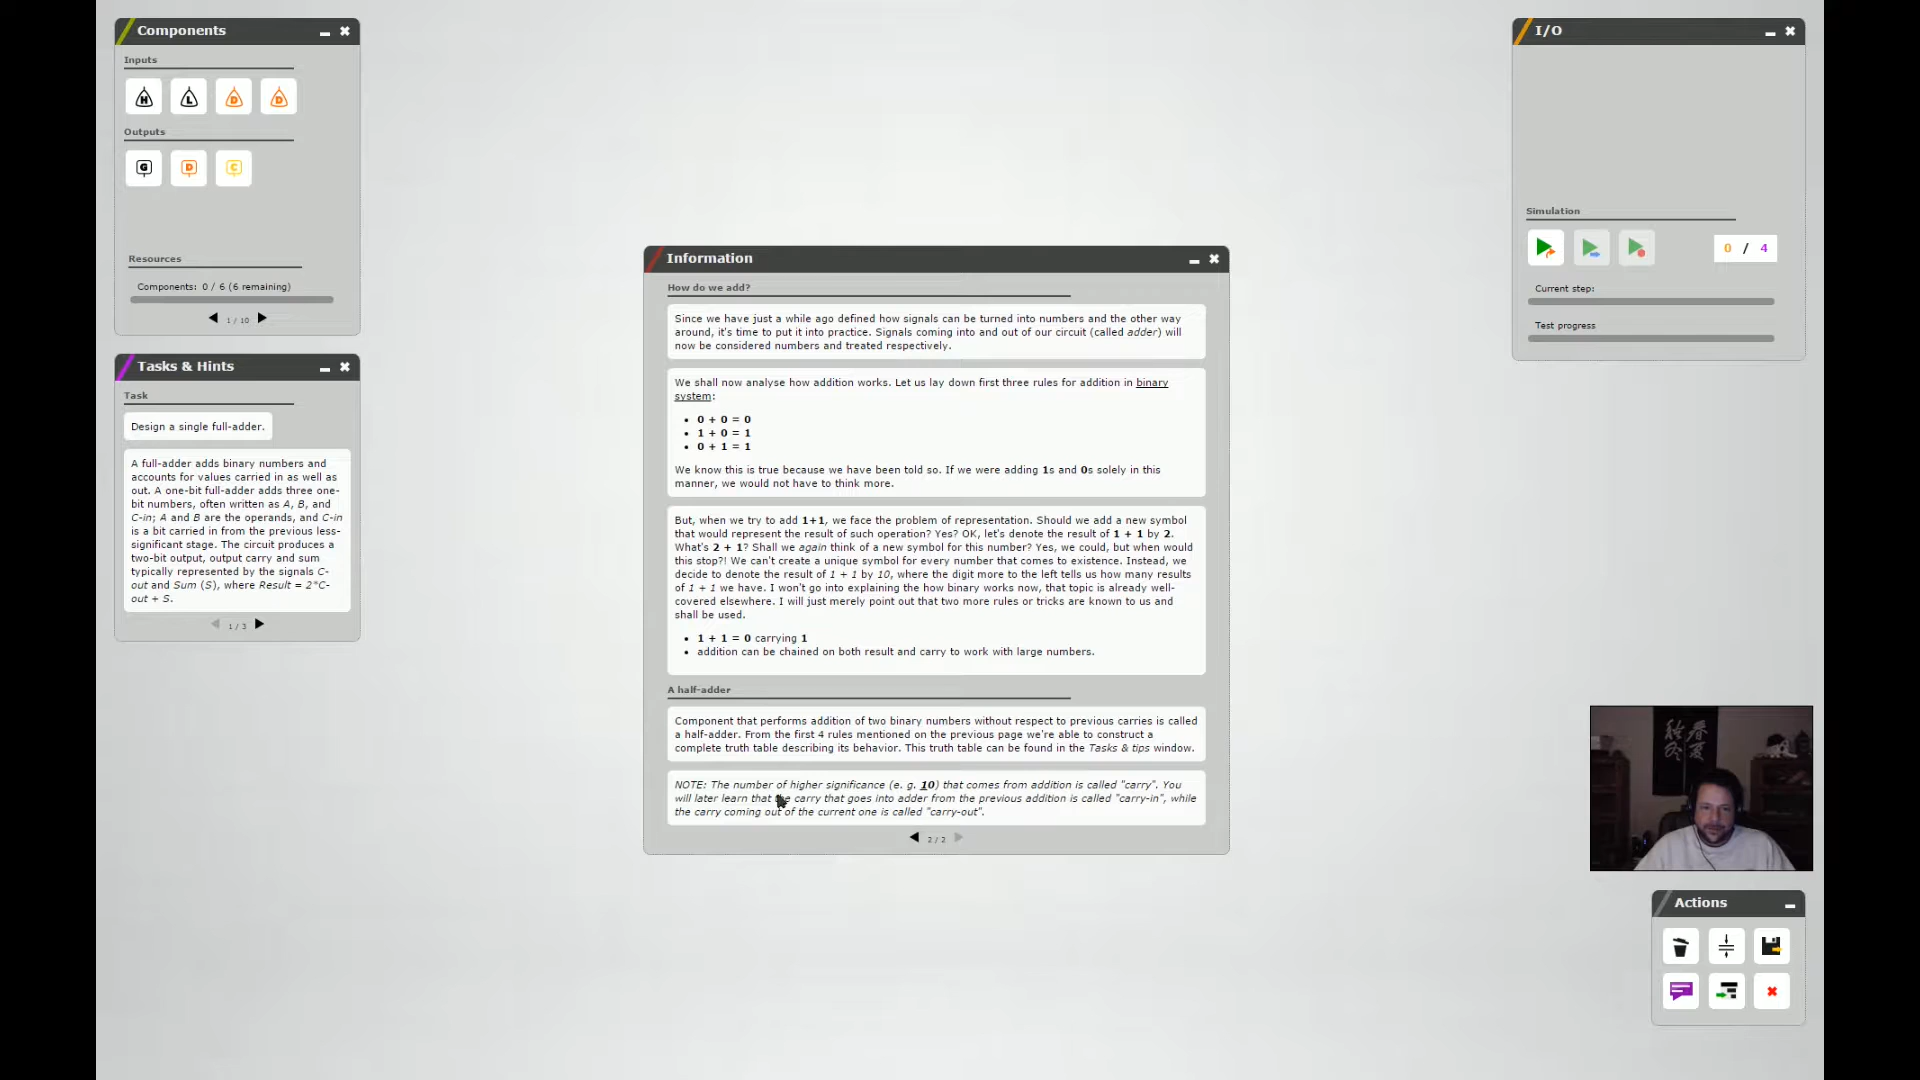 Components
Inputs
H
L
D
D
Outputs
G
D
C
Resources
Components: 0 / 6 (6 remaining)
1 / 10
Tasks & Hints
Task
Design a single full-adder.
A full-adder adds binary numbers and
accounts for values carried in as well as
out. A one-bit full-adder adds three one-
bit numbers, often written as A, B, and
C-in; A and B are the operands, and C-in
is a bit carried in from the previous less-
significant stage. The circuit produces a
two-bit output, output carry and sum
typically represented by the signals C-
out and Sum (S), where Result = 2*C-
out + S.
1 / 3
Information
How do we add?
Since we have just a while ago defined how signals can be turned into numbers and the other way
around, it's time to put it into practice. Signals coming into and out of our circuit (called adder) will
now be considered numbers and treated respectively.
We shall now analyse how addition works. Let us lay down first three rules for addition in binary
system:
• 0 + 0 = 0
• 1 + 0 = 1
• 0 + 1 = 1
We know this is true because we have been told so. If we were adding 1s and 0s solely in this
manner, we would not have to think more.
But, when we try to add 1+1, we face the problem of representation. Should we add a new symbol
that would represent the result of such operation? Yes? OK, let's denote the result of 1 + 1 by 2.
What's 2 + 1? Shall we again think of a new symbol for this number? Yes, we could, but when would
this stop?! We can't create a unique symbol for every number that comes to existence. Instead, we
decide to denote the result of 1 + 1 by 10, where the digit more to the left tells us how many results
of 1 + 1 we have. I won't go into explaining the how binary works now, that topic is already well-
covered elsewhere. I will just merely point out that two more rules or tricks are known to us and
shall be used.
• 1 + 1 = 0 carrying 1
• addition can be chained on both result and carry to work with large numbers.
A half-adder
Component that performs addition of two binary numbers without respect to previous carries is called
a half-adder. From the first 4 rules mentioned on the previous page we're able to construct a
complete truth table describing its behavior. This truth table can be found in the Tasks & tips window.
NOTE: The number of higher significance (e. g. 10) that comes from addition is called "carry". You
will later learn that the carry that goes into adder from the previous addition is called "carry-in", while
the carry coming out of the current one is called "carry-out".
2 / 2
I/O
Simulation
0 / 4
Current step:
Test progress
春夏
Actions